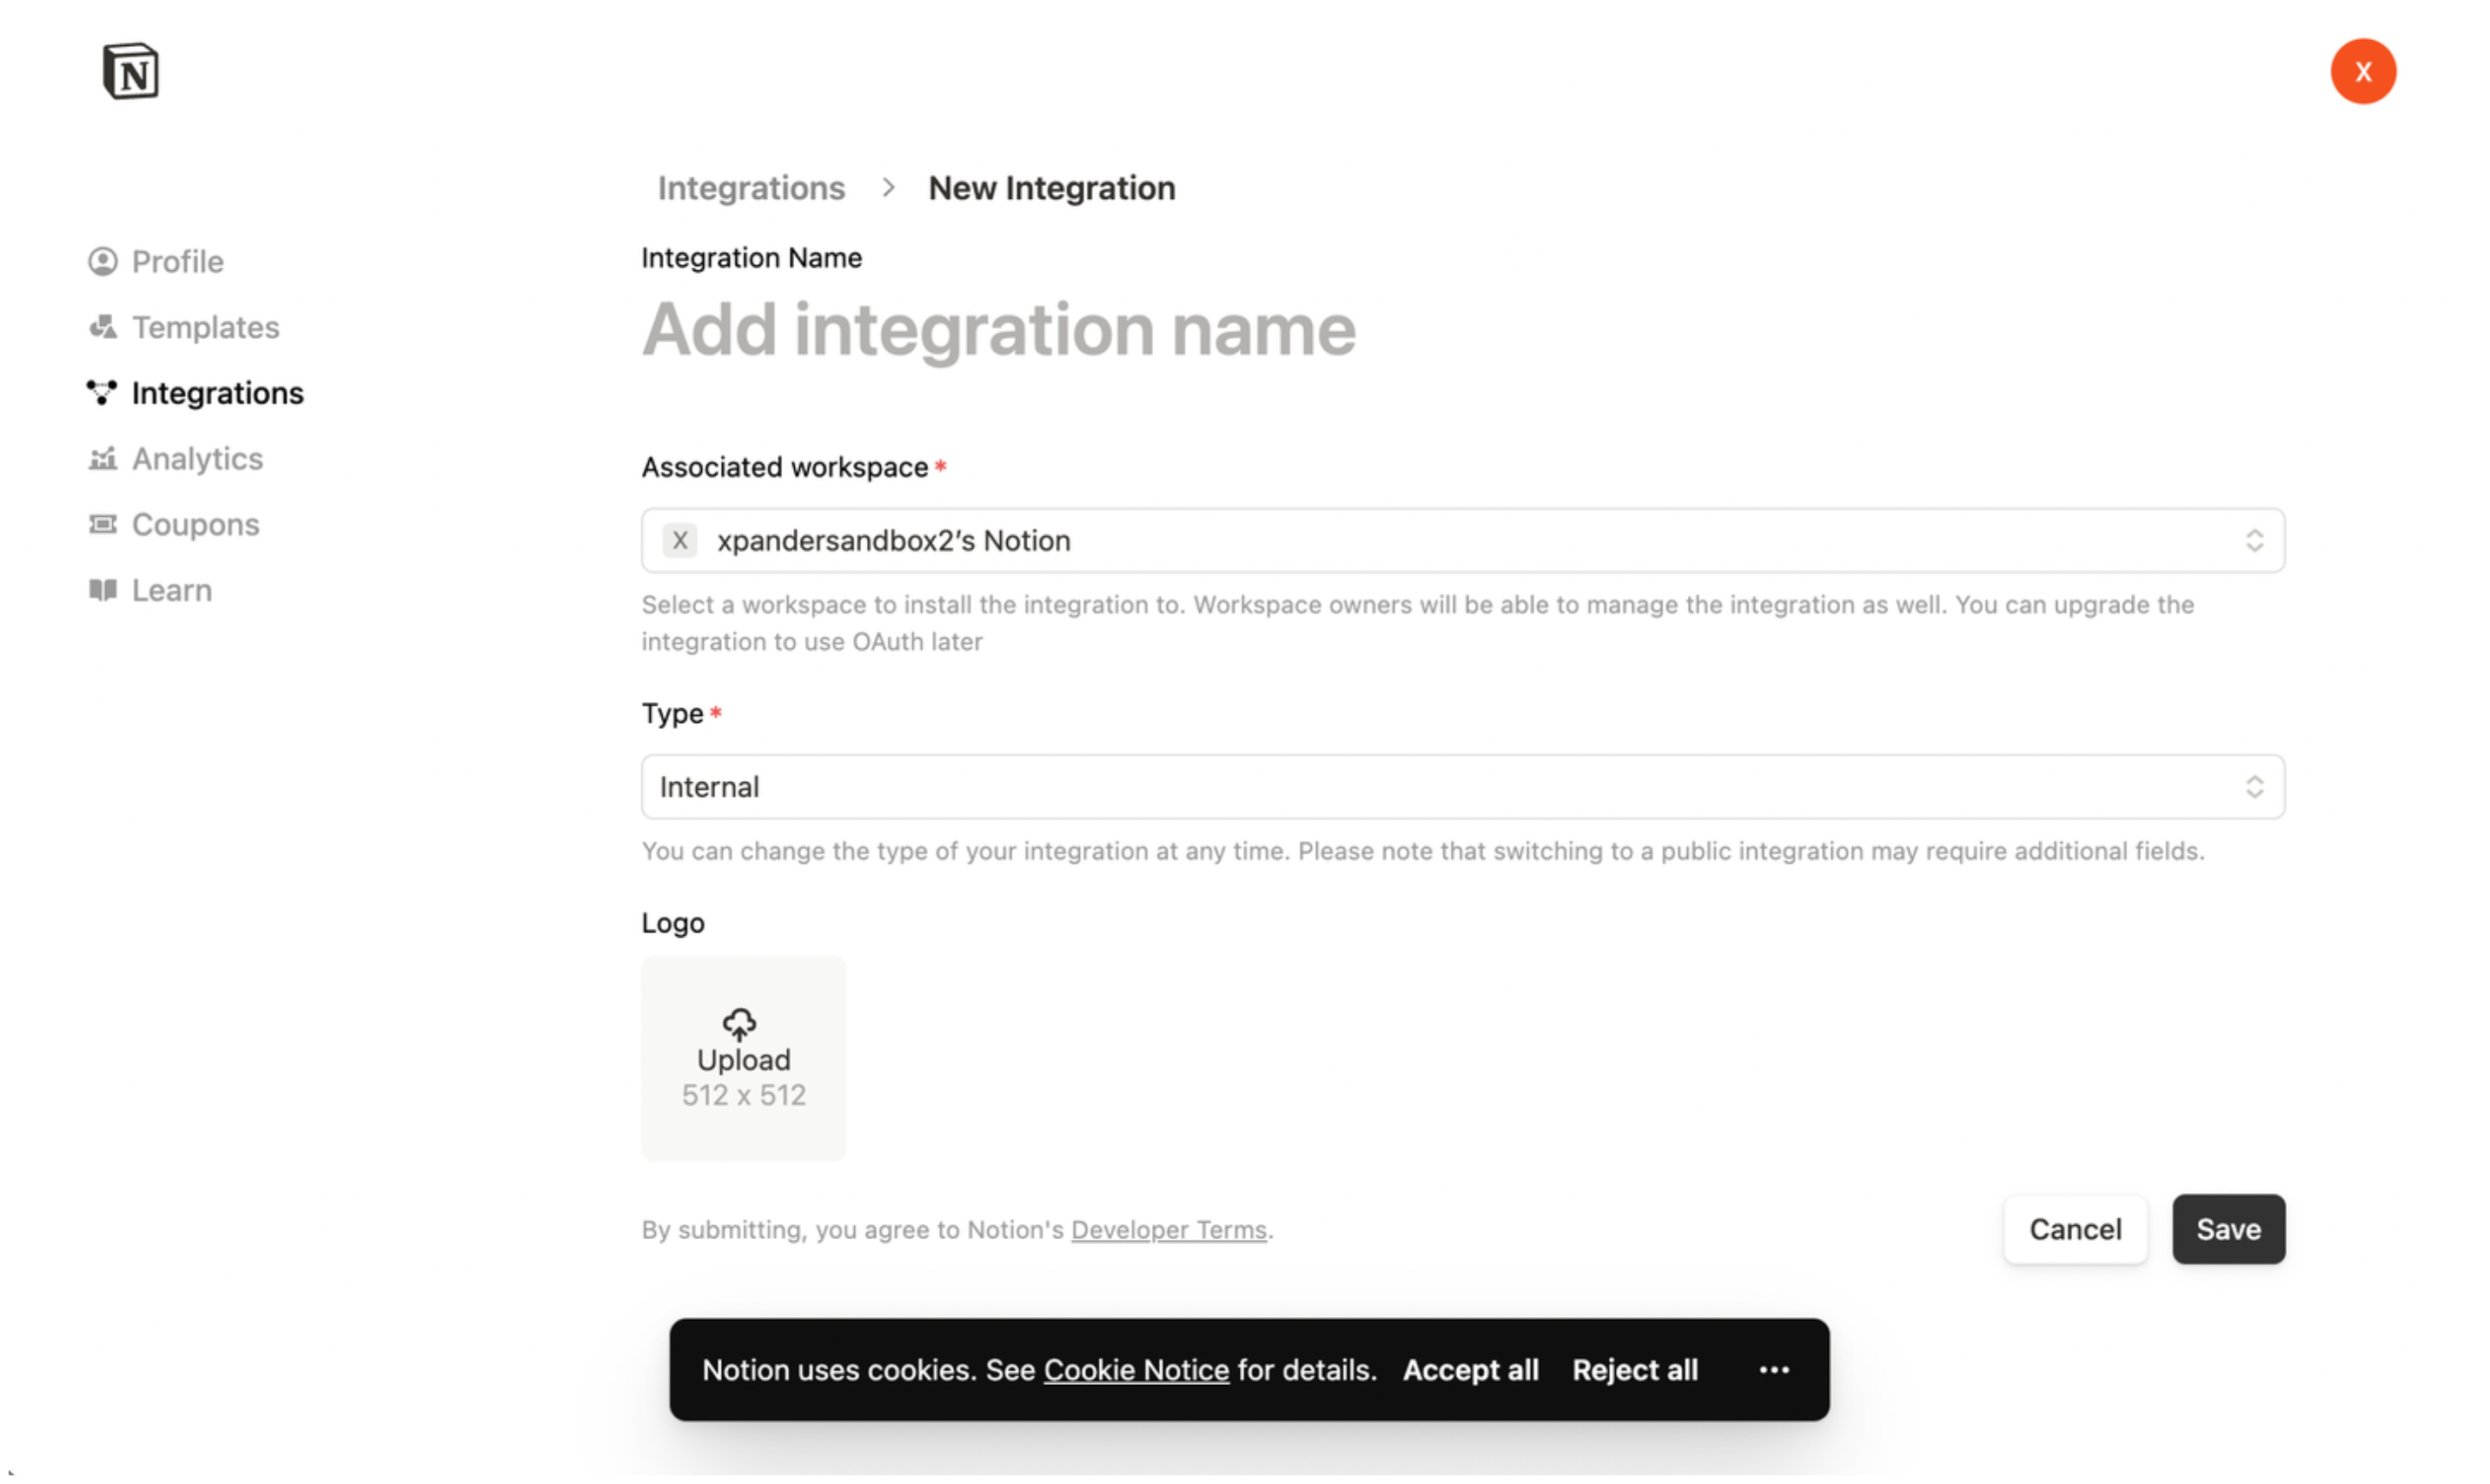 N
X
Integrations > New Integration
Profile
Templates
Integrations
Analytics
Coupons
Learn
Integration Name
Add integration name
Associated workspace *
X xpandersandbox2’s Notion
Select a workspace to install the integration to. Workspace owners will be able to manage the integration as well. You can upgrade the
integration to use OAuth later
Type *
Internal
You can change the type of your integration at any time. Please note that switching to a public integration may require additional fields.
Logo
Upload
512 x 512
By submitting, you agree to Notion's Developer Terms.
Cancel Save
Notion uses cookies. See Cookie Notice for details. Accept all Reject all ···